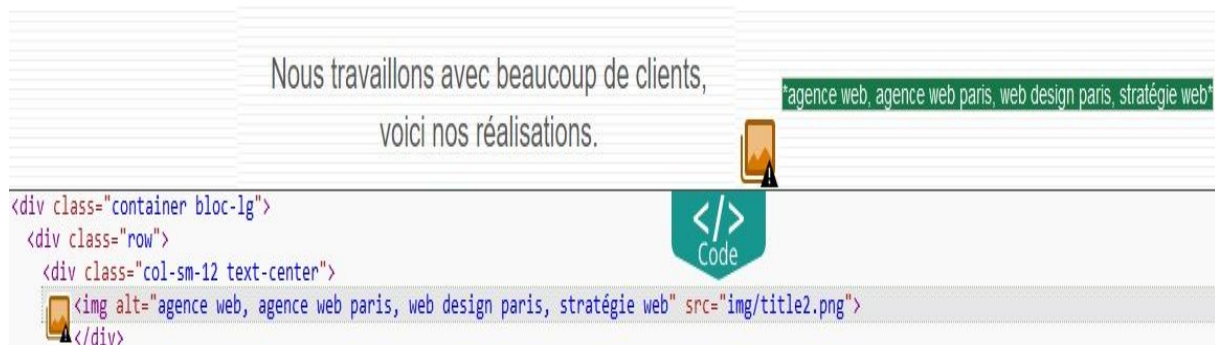 Nous travaillons avec beaucoup de clients,
voici nos réalisations.
*agence web, agence web paris, web design paris, stratégie web*
</> Code
<div class="container bloc-lg">
<div class="row">
<div class="col-sm-12 text-center">
<img alt="agence web, agence web paris, web design paris, stratégie web" src="img/title2.png">
</div>